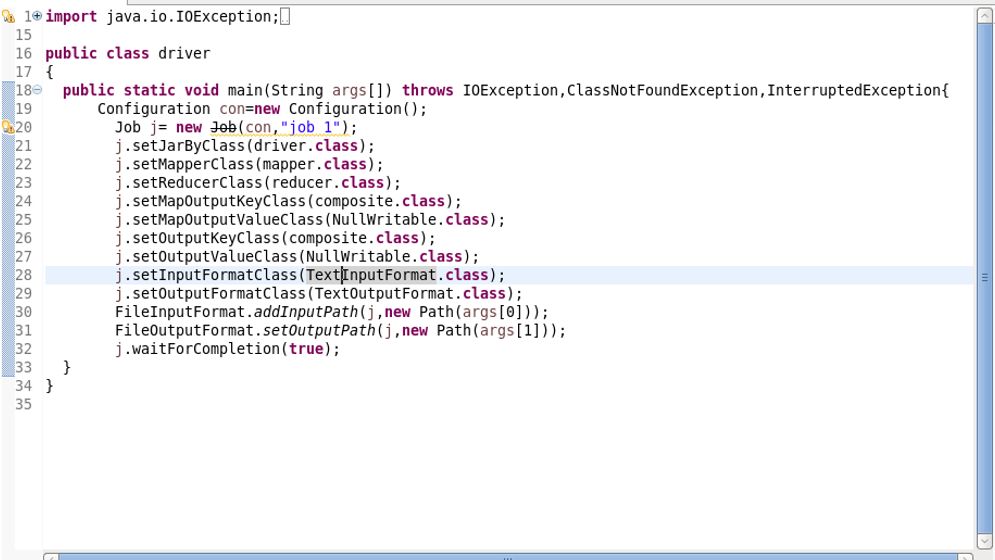 1 import java.io.IOException;
15
16 public class driver
17 {
18 public static void main(String args[]) throws IOException,ClassNotFoundException,InterruptedException{
19 Configuration con=new Configuration();
20 Job j= new Job(con,"job 1");
21 j.setJarByClass(driver.class);
22 j.setMapperClass(mapper.class);
23 j.setReducerClass(reducer.class);
24 j.setMapOutputKeyClass(composite.class);
25 j.setMapOutputValueClass(NullWritable.class);
26 j.setOutputKeyClass(composite.class);
27 j.setOutputValueClass(NullWritable.class);
28 j.setInputFormatClass(TextInputFormat.class);
29 j.setOutputFormatClass(TextOutputFormat.class);
30 FileInputFormat.addInputPath(j,new Path(args[0]));
31 FileOutputFormat.setOutputPath(j,new Path(args[1]));
32 j.waitForCompletion(true);
33 }
34 }
35